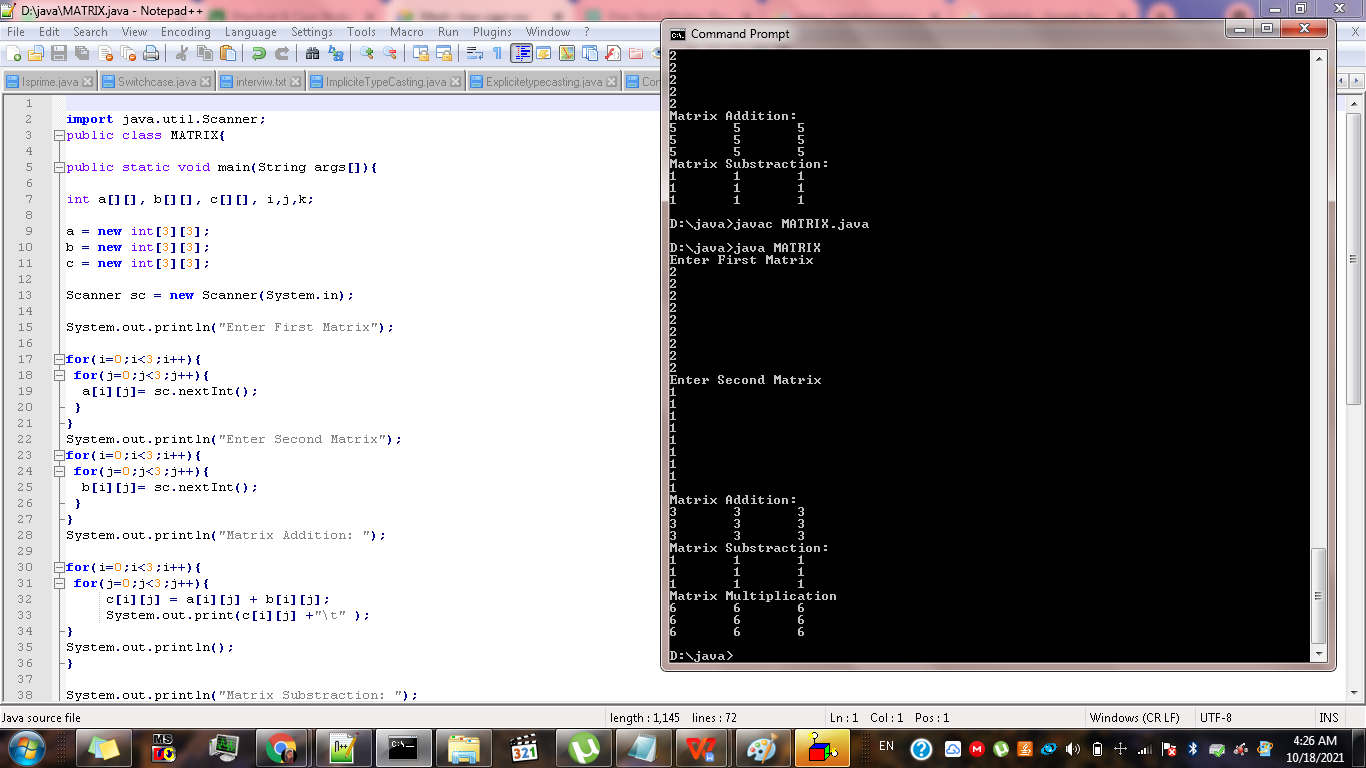 D:\java\MATRIX.java - Notepad++
File Edit Search View Encoding Language Settings Tools Macro Run Plugins Window ?
Isprime.java Switchcase.java interviw.txt ImpliciteTypeCasting.java Explicitetypecasting.java
1
2 import java.util.Scanner;
3 public class MATRIX{
4
5 public static void main(String args[]){
6
7 int a[][], b[][], c[][], i,j,k;
8
9 a = new int[3][3];
10 b = new int[3][3];
11 c = new int[3][3];
12
13 Scanner sc = new Scanner(System.in);
14
15 System.out.println("Enter First Matrix");
16
17 for(i=0;i<3;i++){
18 for(j=0;j<3;j++){
19 a[i][j]= sc.nextInt();
20 }
21 }
22 System.out.println("Enter Second Matrix");
23 for(i=0;i<3;i++){
24 for(j=0;j<3;j++){
25 b[i][j]= sc.nextInt();
26 }
27 }
28 System.out.println("Matrix Addition: ");
29
30 for(i=0;i<3;i++){
31 for(j=0;j<3;j++){
32 c[i][j] = a[i][j] + b[i][j];
33 System.out.print(c[i][j] +"\t" );
34 }
35 System.out.println();
36 }
37
38 System.out.println("Matrix Substraction: ");
Command Prompt
2
2
2
2
2
Matrix Addition:
5 5 5
5 5 5
5 5 5
Matrix Substraction:
1 1 1
1 1 1
1 1 1
D:\java>javac MATRIX.java
D:\java>java MATRIX
Enter First Matrix
2
2
2
2
2
2
2
2
2
Enter Second Matrix
1
1
1
1
1
1
1
1
1
Matrix Addition:
3 3 3
3 3 3
3 3 3
Matrix Substraction:
1 1 1
1 1 1
1 1 1
Matrix Multiplication
6 6 6
6 6 6
6 6 6
D:\java>
Java source file length : 1,145 lines : 72 Ln : 1 Col : 1 Pos : 1 Windows (CR LF) UTF-8 INS
MS
321
EN
4:26 AM
10/18/2021